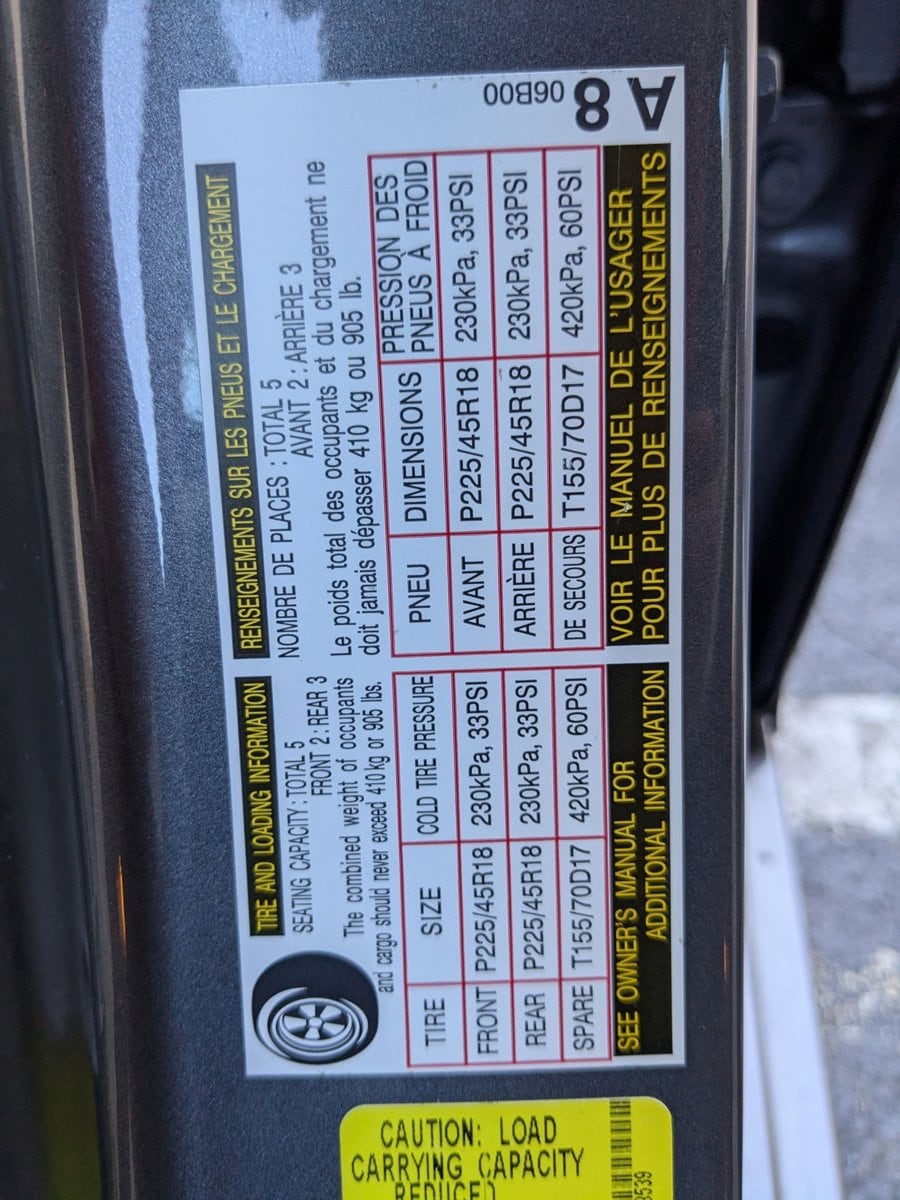 TIRE AND LOADING INFORMATION
SEATING CAPACITY: TOTAL 5
FRONT 2: REAR 3
The combined weight of occupants
and cargo should never exceed 410 kg or 905 lbs.
TIRE SIZE COLD TIRE PRESSURE
FRONT P225/45R18 230kPa, 33PSI
REAR P225/45R18 230kPa, 33PSI
SPARE T155/70D17 420kPa, 60PSI
SEE OWNER'S MANUAL FOR
ADDITIONAL INFORMATION
RENSEIGNEMENTS SUR LES PNEUS ET LE CHARGEMENT
NOMBRE DE PLACES : TOTAL 5
AVANT 2 : ARRIÈRE 3
Le poids total des occupants et du chargement ne
doit jamais dépasser 410 kg ou 905 lb.
PNEU DIMENSIONS PRESSION DES
PNEUS À FROID
AVANT P225/45R18 230kPa, 33PSI
ARRIÈRE P225/45R18 230kPa, 33PSI
DE SECOURS T155/70D17 420kPa, 60PSI
VOIR LE MANUEL DE L'USAGER
POUR PLUS DE RENSEIGNEMENTS
06B00
A8
CAUTION: LOAD
CARRYING CAPACITY
REDUCED
3539